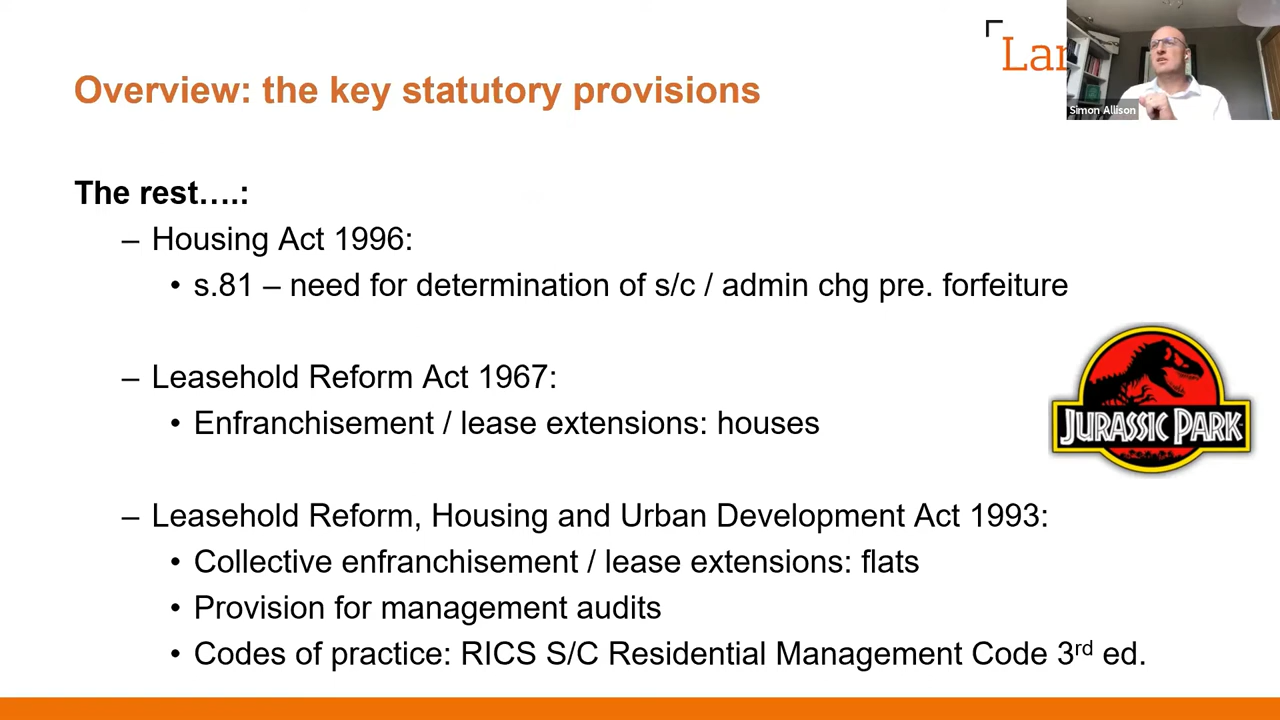 Lan
Simon Allison
Overview: the key statutory provisions
The rest….:
– Housing Act 1996:
• s.81 – need for determination of s/c / admin chg pre. forfeiture
– Leasehold Reform Act 1967:
• Enfranchisement / lease extensions: houses
JURASSIC PARK
– Leasehold Reform, Housing and Urban Development Act 1993:
• Collective enfranchisement / lease extensions: flats
• Provision for management audits
• Codes of practice: RICS S/C Residential Management Code 3rd ed.